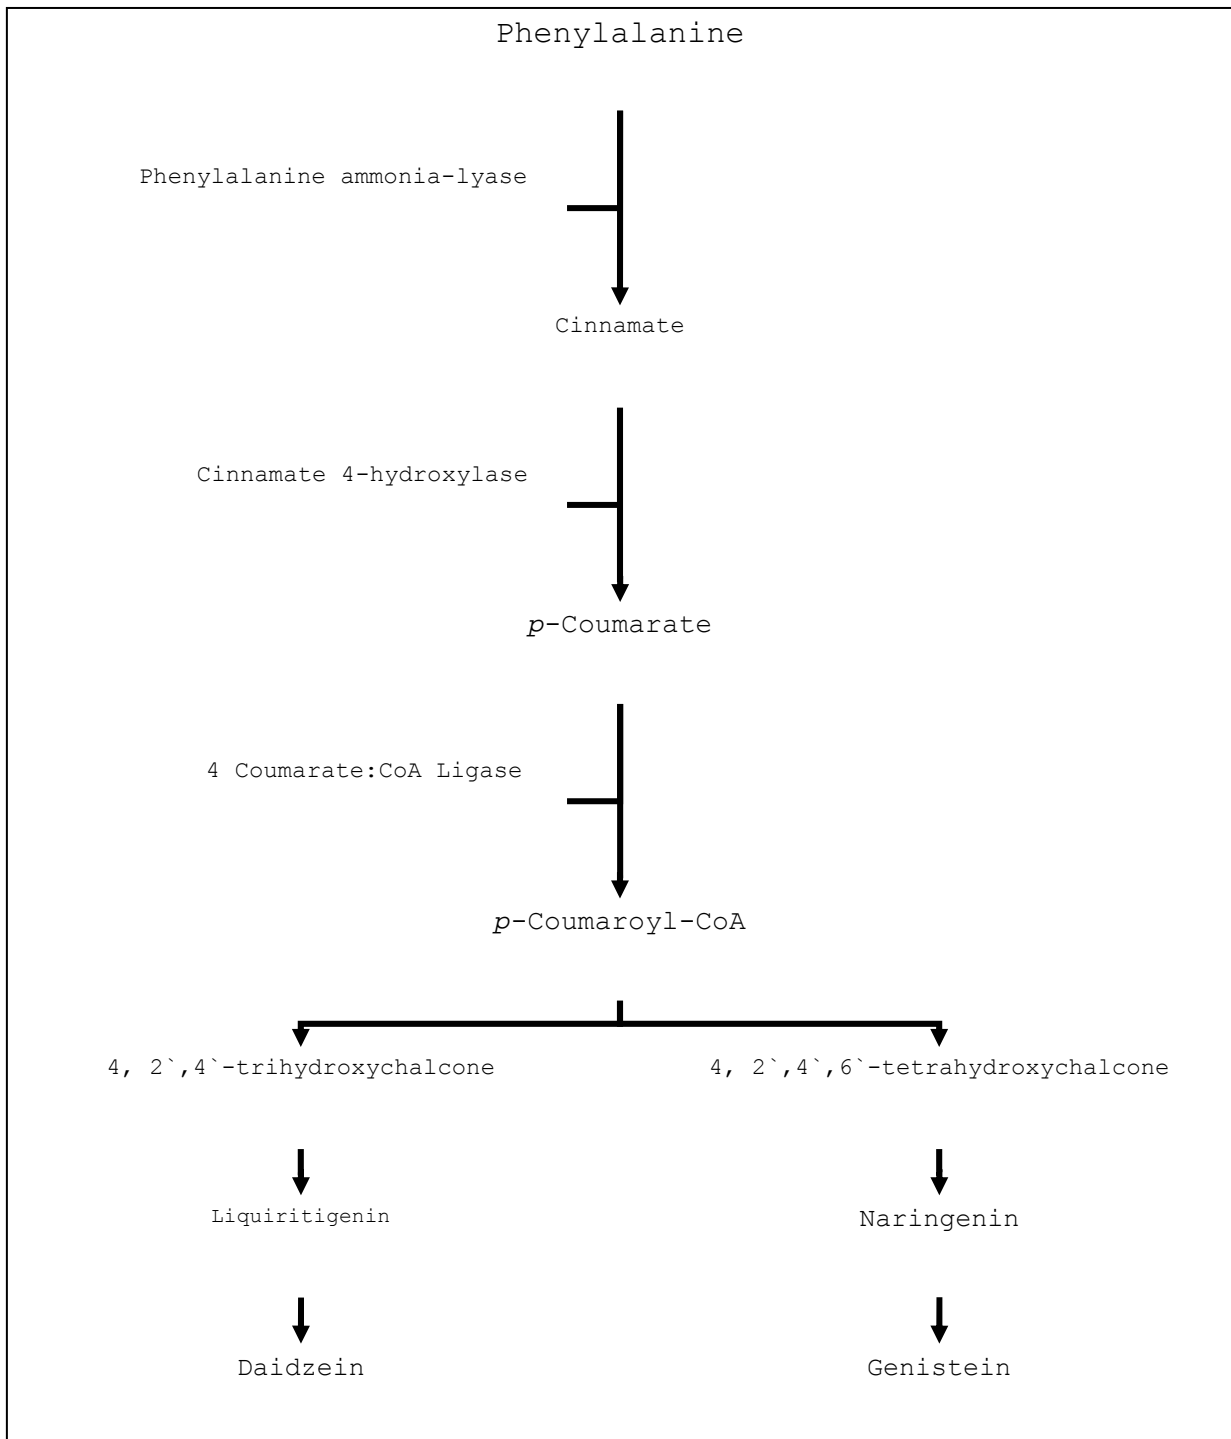 Phenylalanine
Phenylalanine ammonia-lyase
Cinnamate
Cinnamate 4-hydroxylase
p-Coumarate
4 Coumarate:CoA Ligase
p-Coumaroyl-CoA
4, 2`,4`-trihydroxychalcone
4, 2`,4`,6`-tetrahydroxychalcone
Liquiritigenin
Naringenin
Daidzein
Genistein